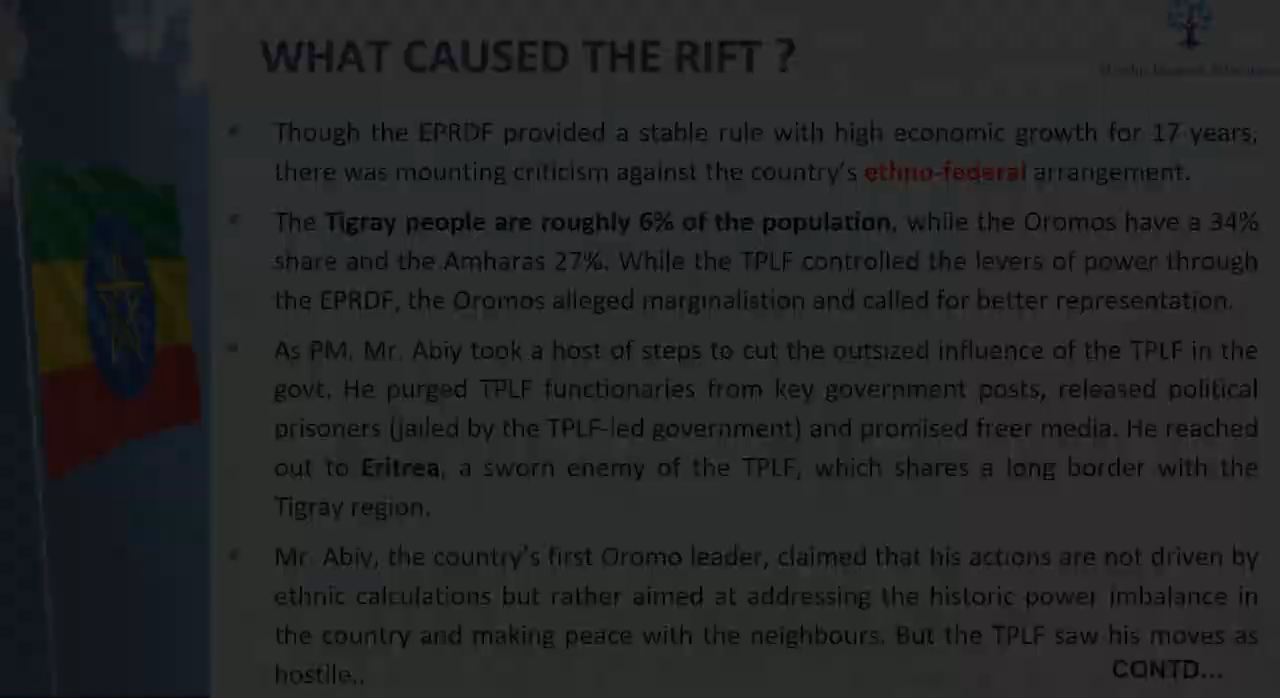 WHAT CAUSED THE RIFT ?
Though the EPRDF provided a stable rule with high economic growth for 17 years,
there was mounting criticism against the country's ethno-federal arrangement.
The Tigray people are roughly 6% of the population, while the Oromos have a 34%
share and the Amharas 27%. While the TPLF controlled the levers of power through
the EPRDF, the Oromos alleged marginalistion and called for better representation.
As PM, Mr. Abiy took a host of steps to cut the outsized influence of the TPLF in the
govt. He purged TPLF functionaries from key government posts, released political
prisoners (jailed by the TPLF-led government) and promised freer media. He reached
out to Eritrea, a sworn enemy of the TPLF, which shares a long border with the
Tigray region.
Mr. Abiy, the country's first Oromo leader, claimed that his actions are not driven by
ethnic calculations but rather aimed at addressing the historic power imbalance in
the country and making peace with the neighbours. But the TPLF saw his moves as
hostile..
CONTD...